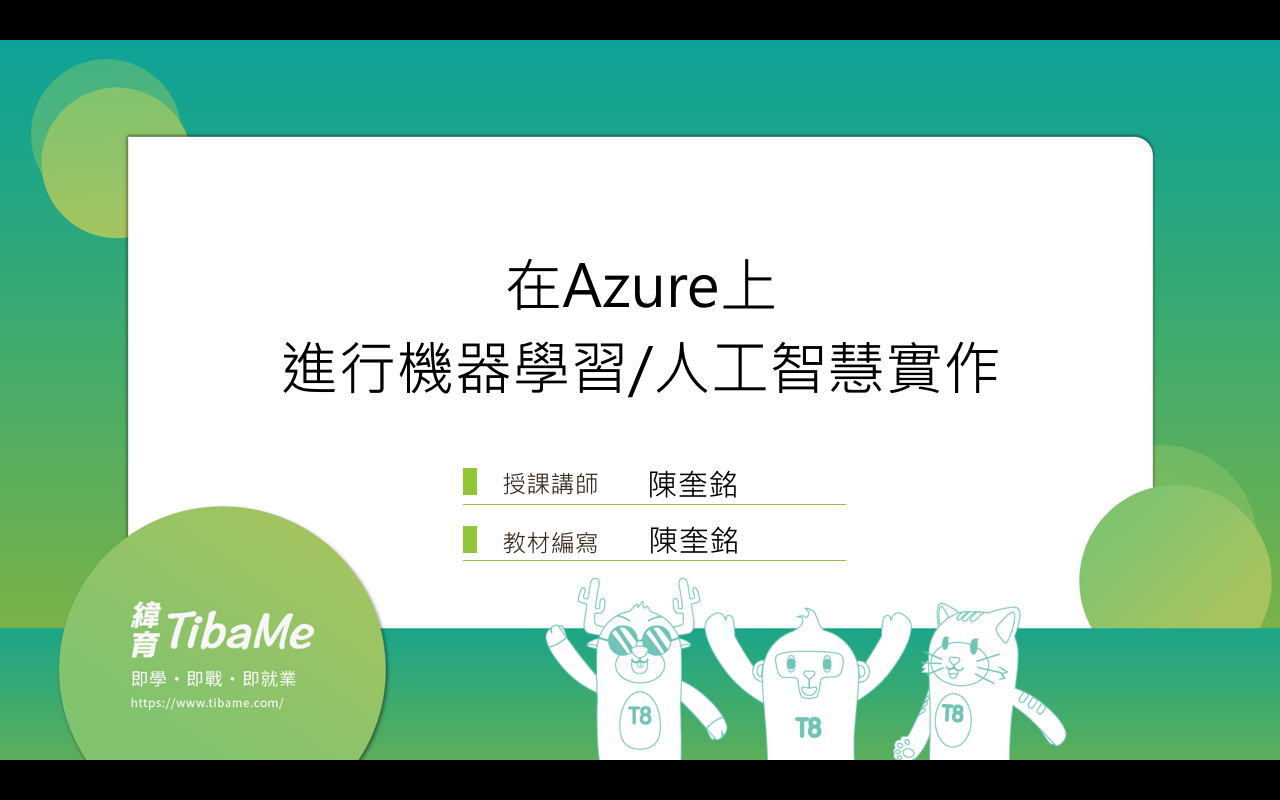 在Azure上
進行機器學習/人工智慧實作
授課講師 陳奎銘
教材編寫 陳奎銘
緯育 TibaMe
即學・即戰・即就業
https://www.tibame.com/
T8
T8
T8